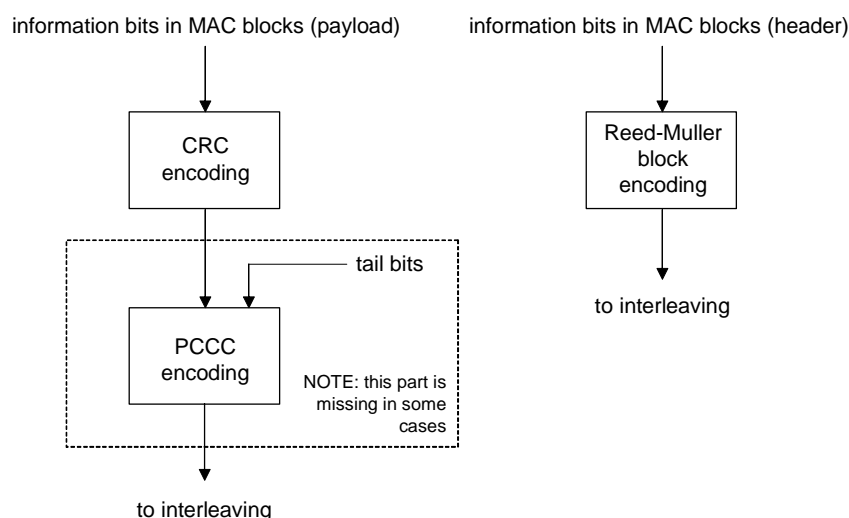 information bits in MAC blocks (payload)
CRC
encoding
tail bits
PCCC
encoding
NOTE: this part is
missing in some
cases
to interleaving
information bits in MAC blocks (header)
Reed-Muller
block
encoding
to interleaving